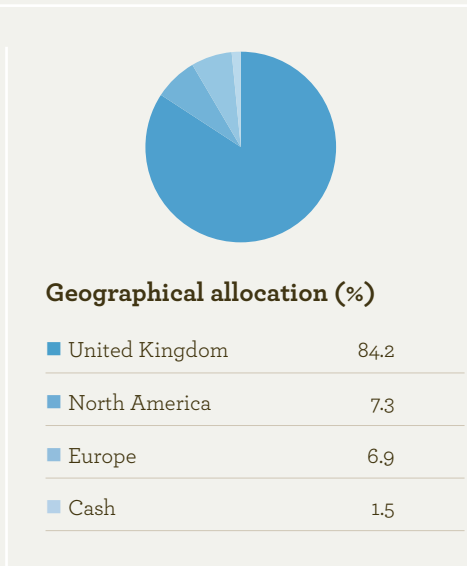 Geographical allocation (%)
United Kingdom 84.2
North America 7.3
Europe 6.9
Cash 1.5